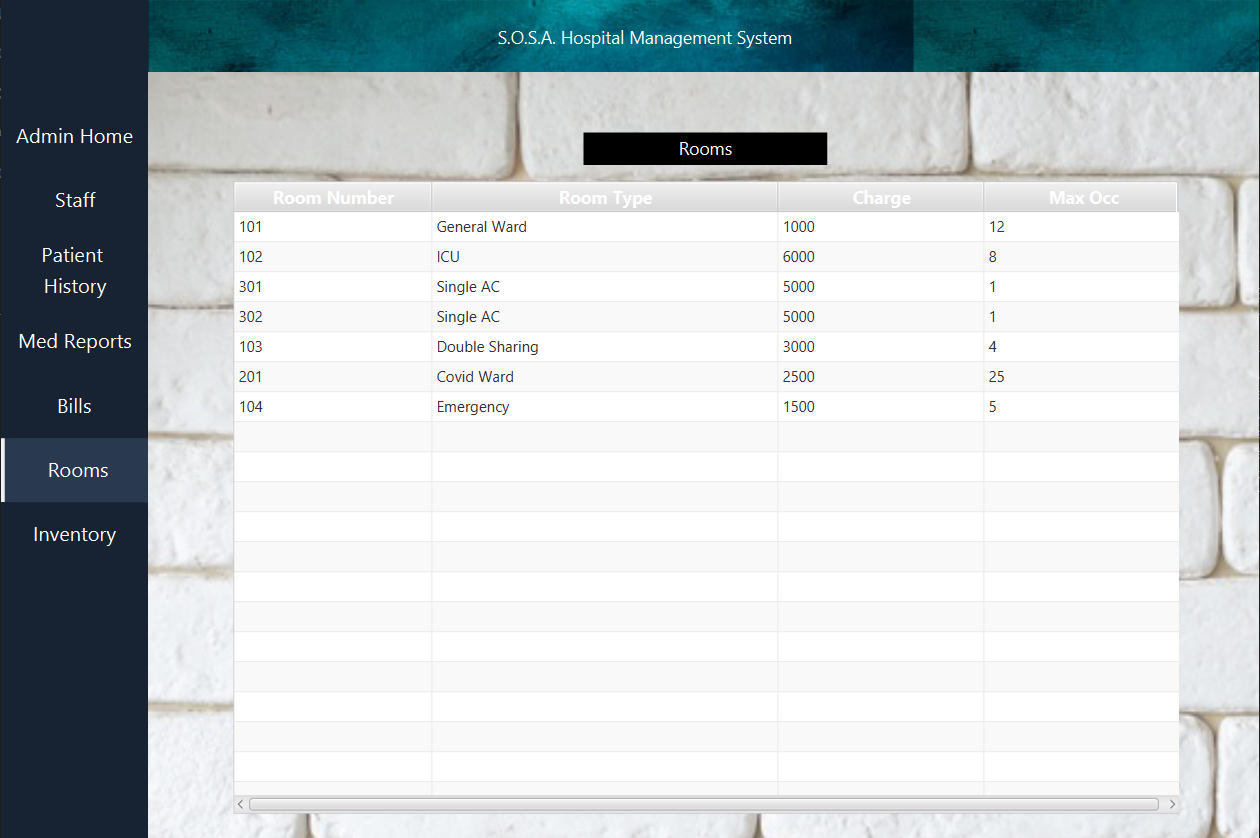 S.O.S.A. Hospital Management System
Admin Home
Staff
Patient
History
Med Reports
Bills
Rooms
Inventory
Rooms
Room Number Room Type Charge Max Occ
101 General Ward 1000 12
102 ICU 6000 8
301 Single AC 5000 1
302 Single AC 5000 1
103 Double Sharing 3000 4
201 Covid Ward 2500 25
104 Emergency 1500 5